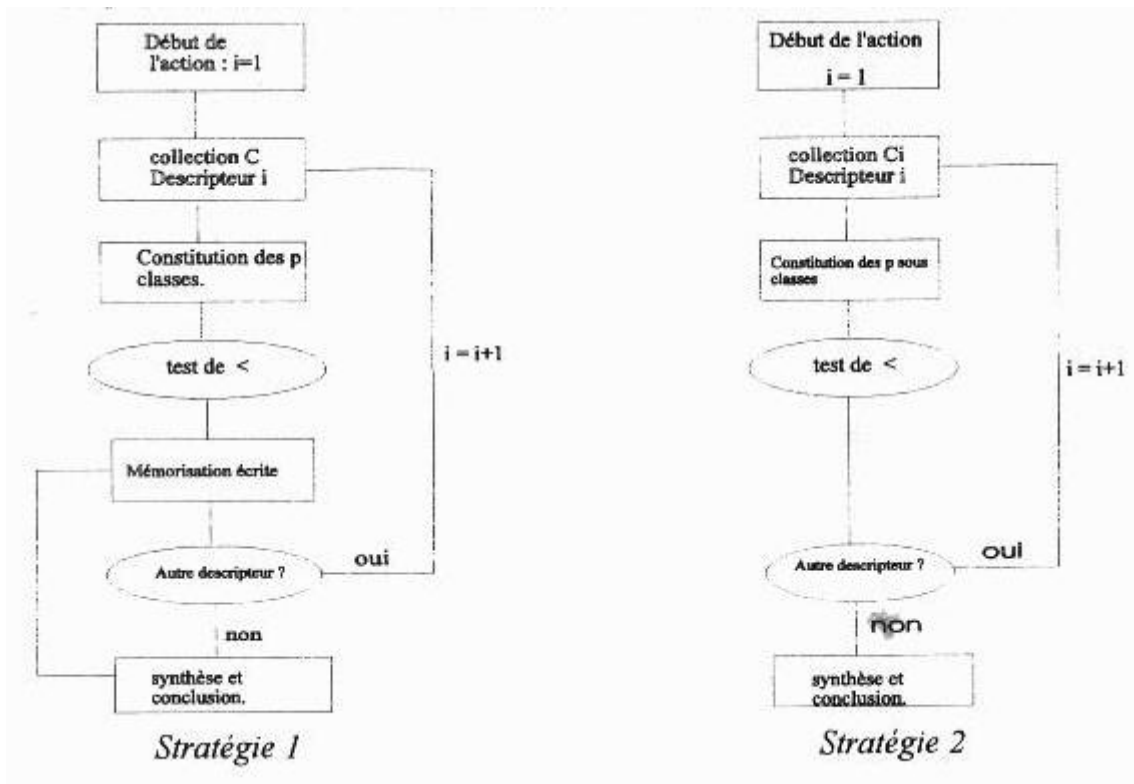 Début de
l'action : i=1
collection C
Descripteur i
Constitution des p
classes.
test de <
i = i+1
Mémorisation écrite
Autre descripteur ?
oui
non
synthèse et
conclusion.
Stratégie 1
Début de l'action
i = 1
collection Ci
Descripteur i
Constitution des p sous
classes
test de <
i = i+1
Autre descripteur ?
oui
non
synthèse et
conclusion.
Stratégie 2